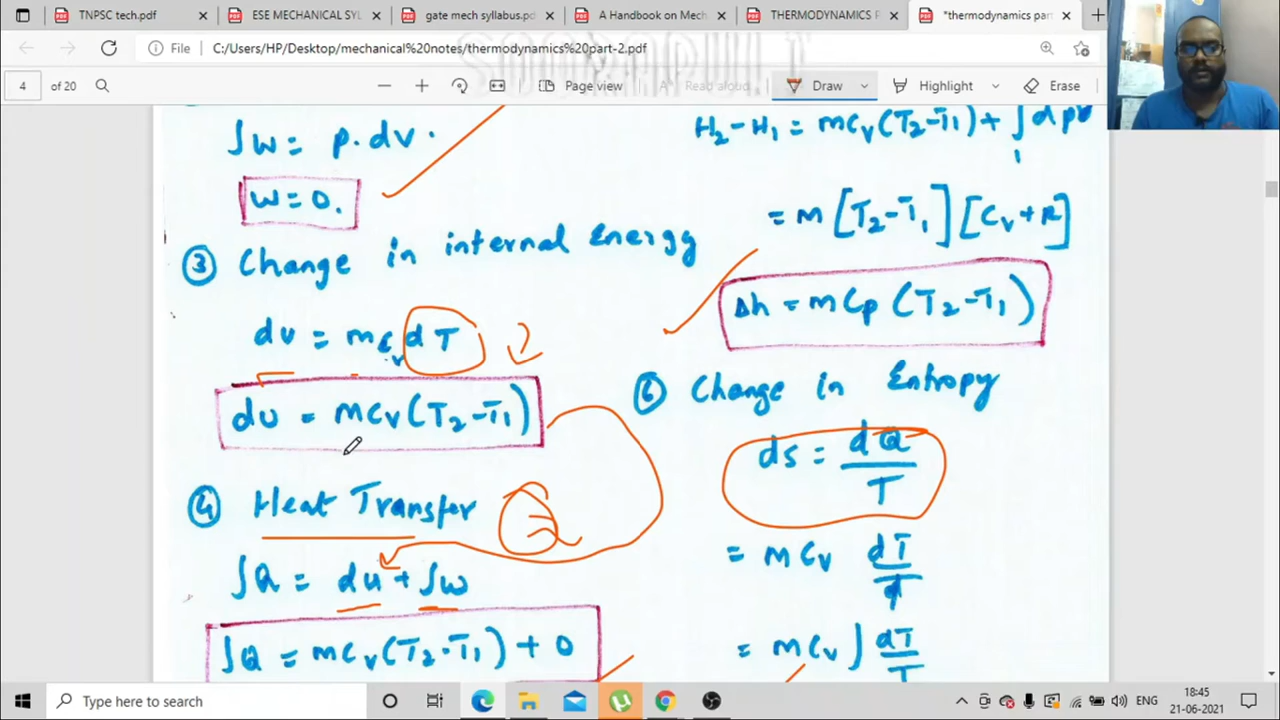 TNPSC tech.pdf
ESE MECHANICAL SYL
gate mech syllabus.pd
A Handbook on Mech
THERMODYNAMICS P
*thermodynamics par
File
C:/Users/HP/Desktop/mechanical%20notes/thermodynamics%20part-2.pdf
4 of 20
Page view
Read aloud
Draw
Highlight
Erase
∫W = p.dv.
W = 0.
③ Change in internal Energy
du = mCv dT
du = mCv(T2-T1)
④ Heat Transfer
Q
∫Q = du + ∫w
∫Q = mCv(T2-T1) + 0
H2-H1 = mCv(T2-T1) + ∫ dpv
1
= m[T2-T1][Cv+R]
Δh = mCp(T2-T1)
⑥ Change in Entropy
ds = dQ/T
= mCv dT/T
= mCv ∫ dT/T
Type here to search
ENG
18:45
21-06-2021